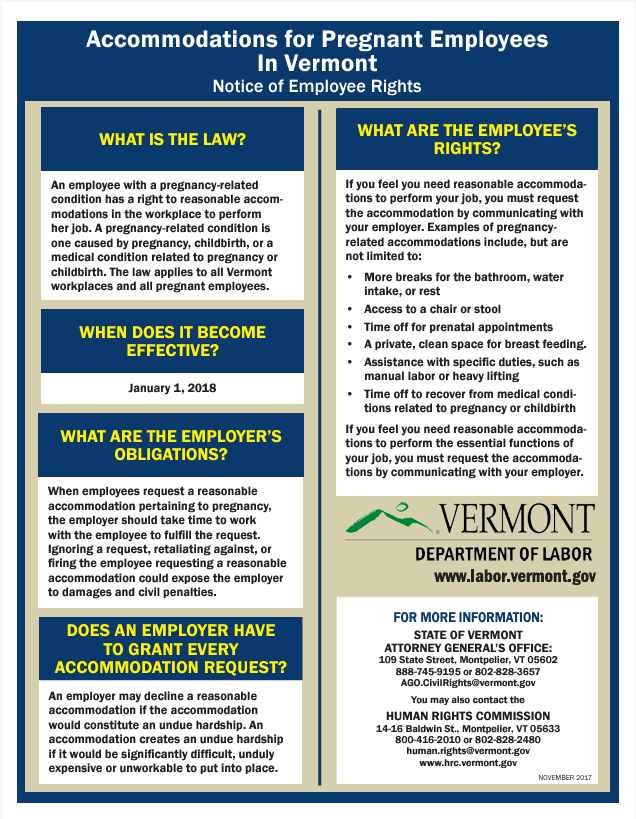 Accommodations for Pregnant Employees
In Vermont
Notice of Employee Rights
WHAT IS THE LAW?
An employee with a pregnancy-related
condition has a right to reasonable accom-
modations in the workplace to perform
her job. A pregnancy-related condition is
one caused by pregnancy, childbirth, or a
medical condition related to pregnancy or
childbirth. The law applies to all Vermont
workplaces and all pregnant employees.
WHEN DOES IT BECOME
EFFECTIVE?
January 1, 2018
WHAT ARE THE EMPLOYER'S
OBLIGATIONS?
When employees request a reasonable
accommodation pertaining to pregnancy,
the employer should take time to work
with the employee to fulfill the request.
Ignoring a request, retaliating against, or
firing the employee requesting a reasonable
accommodation could expose the employer
to damages and civil penalties.
DOES AN EMPLOYER HAVE
TO GRANT EVERY
ACCOMMODATION REQUEST?
An employer may decline a reasonable
accommodation if the accommodation
would constitute an undue hardship. An
accommodation creates an undue hardship
if it would be significantly difficult, unduly
expensive or unworkable to put into place.
WHAT ARE THE EMPLOYEE'S
RIGHTS?
If you feel you need reasonable accommoda-
tions to perform your job, you must request
the accommodation by communicating with
your employer. Examples of pregnancy-
related accommodations include, but are
not limited to:
• More breaks for the bathroom, water
intake, or rest
• Access to a chair or stool
• Time off for prenatal appointments
• A private, clean space for breast feeding.
• Assistance with specific duties, such as
manual labor or heavy lifting
• Time off to recover from medical condi-
tions related to pregnancy or childbirth
If you feel you need reasonable accommoda-
tions to perform the essential functions of
your job, you must request the accommoda-
tions by communicating with your employer.
VERMONT
DEPARTMENT OF LABOR
www.labor.vermont.gov
FOR MORE INFORMATION:
STATE OF VERMONT
ATTORNEY GENERAL'S OFFICE:
109 State Street, Montpelier, VT 05602
888-745-9195 or 802-828-3657
AGO.CivilRights@vermont.gov
You may also contact the
HUMAN RIGHTS COMMISSION
14-16 Baldwin St., Montpelier, VT 05633
800-416-2010 or 802-828-2480
human.rights@vermont.gov
www.hrc.vermont.gov
NOVEMBER 2017